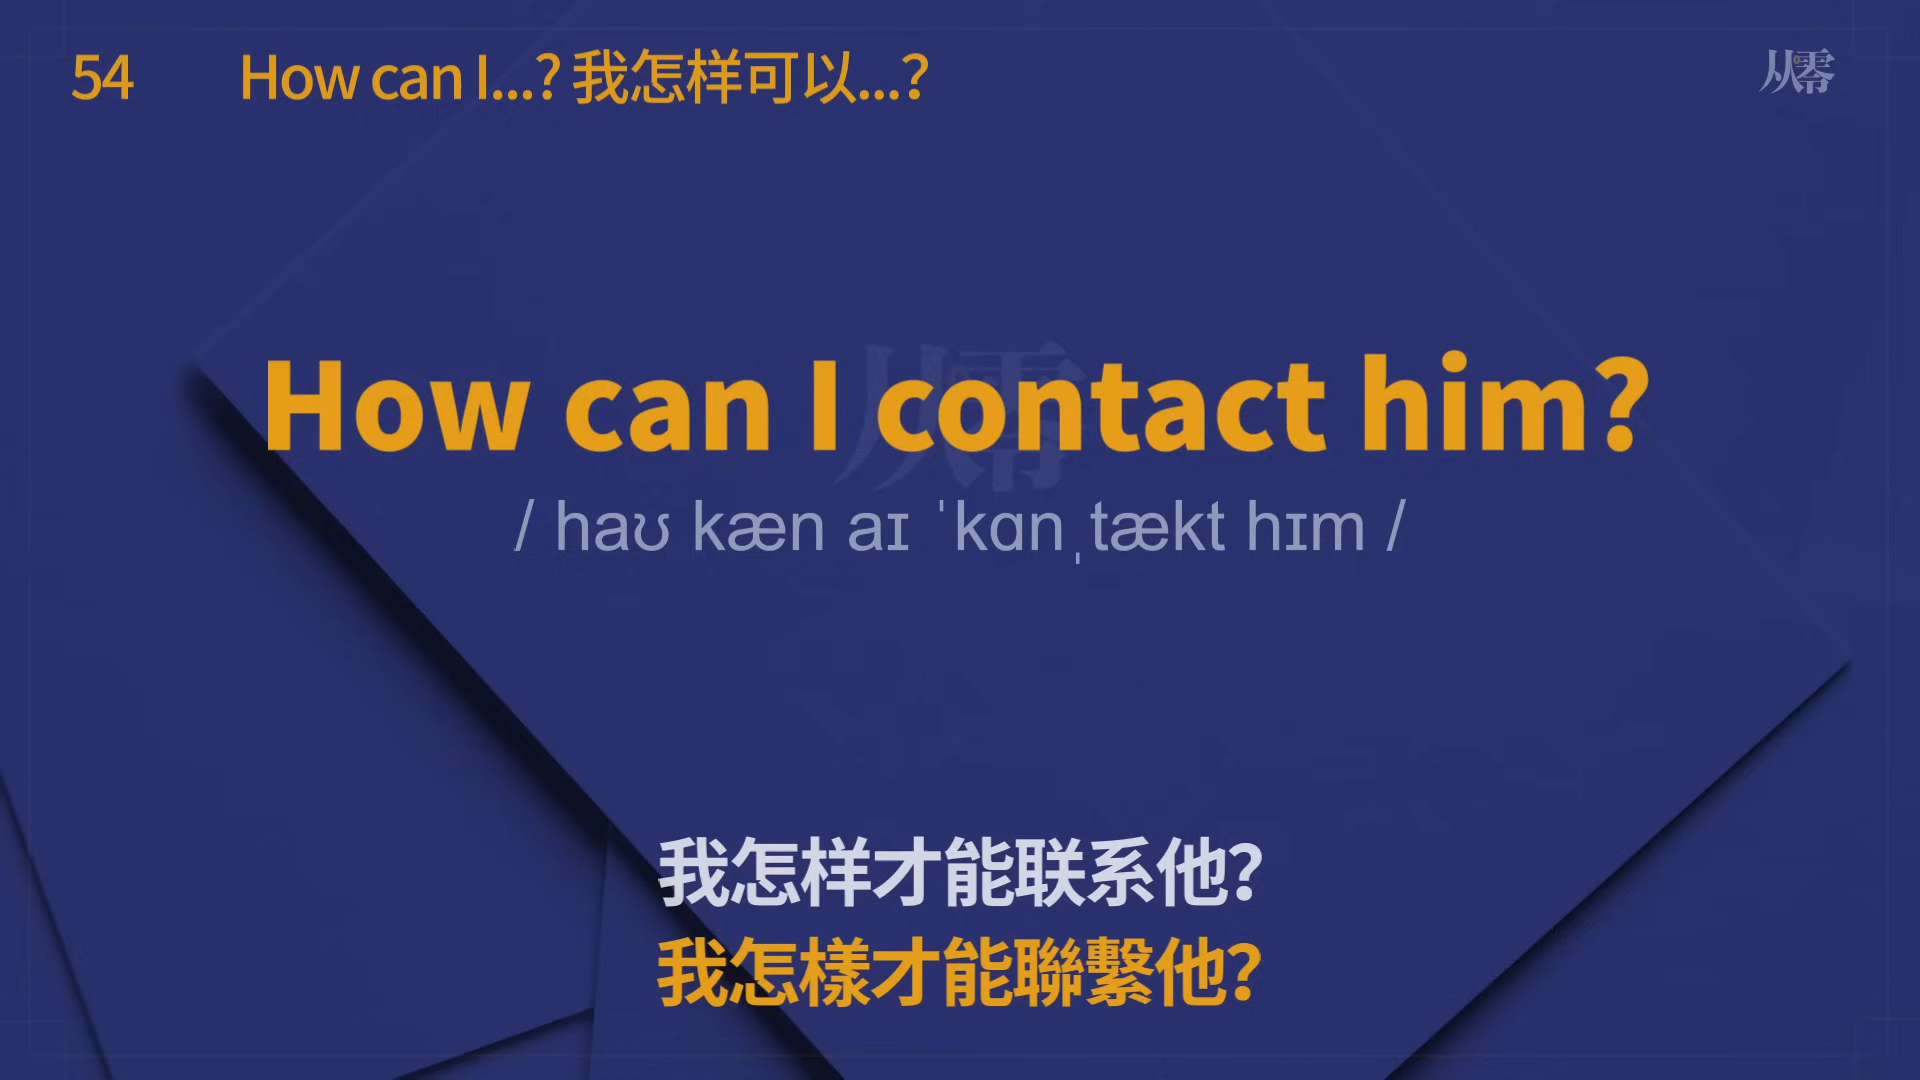 54 How can I...? 我怎样可以...?
从零
How can I contact him?
/ haʊ kæn aɪ ˈkɑnˌtækt hɪm /
我怎样才能联系他?
我怎樣才能聯繫他?